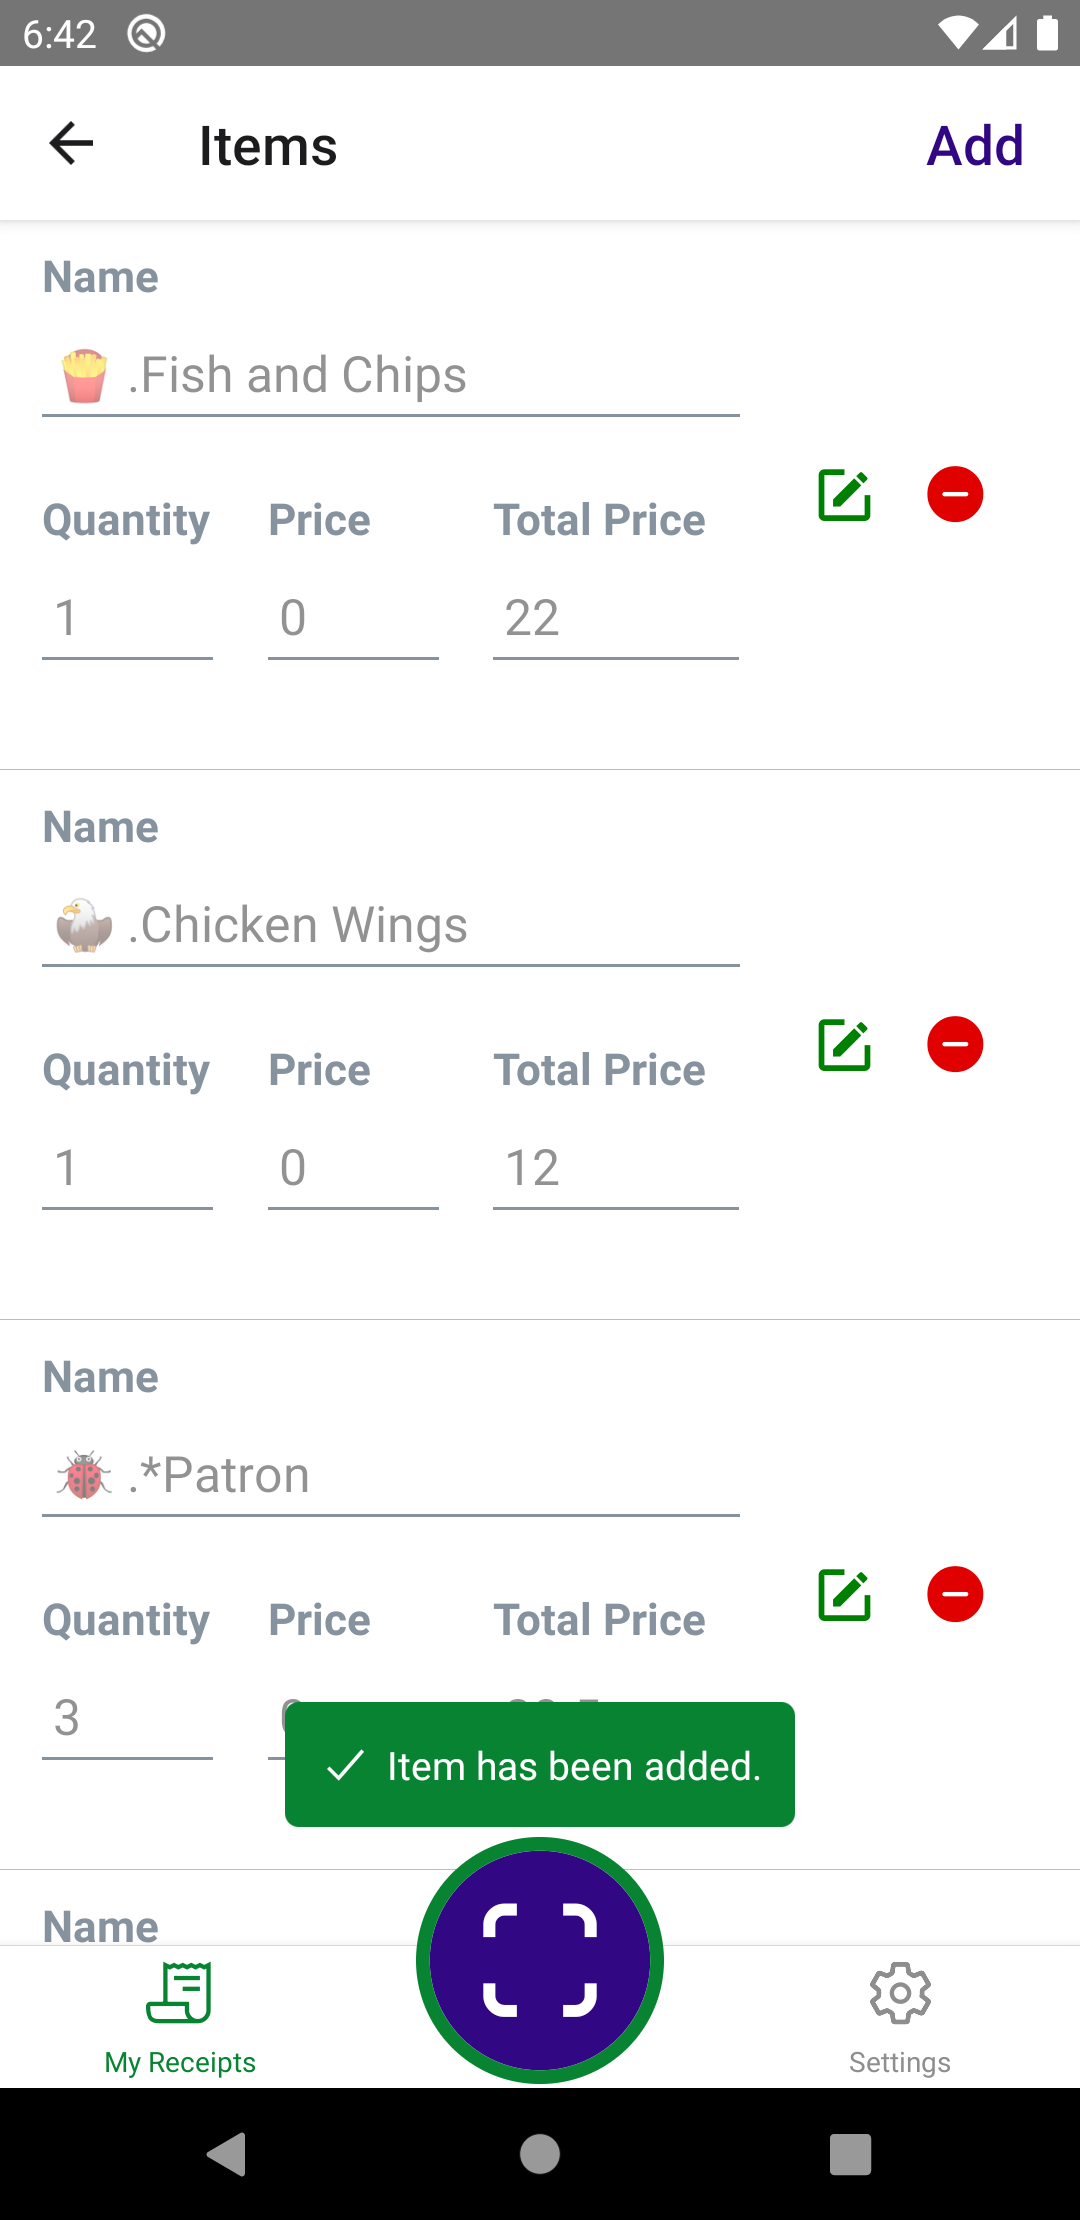 6:42
Items Add
Name
.Fish and Chips
Quantity Price Total Price
1 0 22
Name
.Chicken Wings
Quantity Price Total Price
1 0 12
Name
.*Patron
Quantity Price Total Price
3
Item has been added.
Name
My Receipts Settings